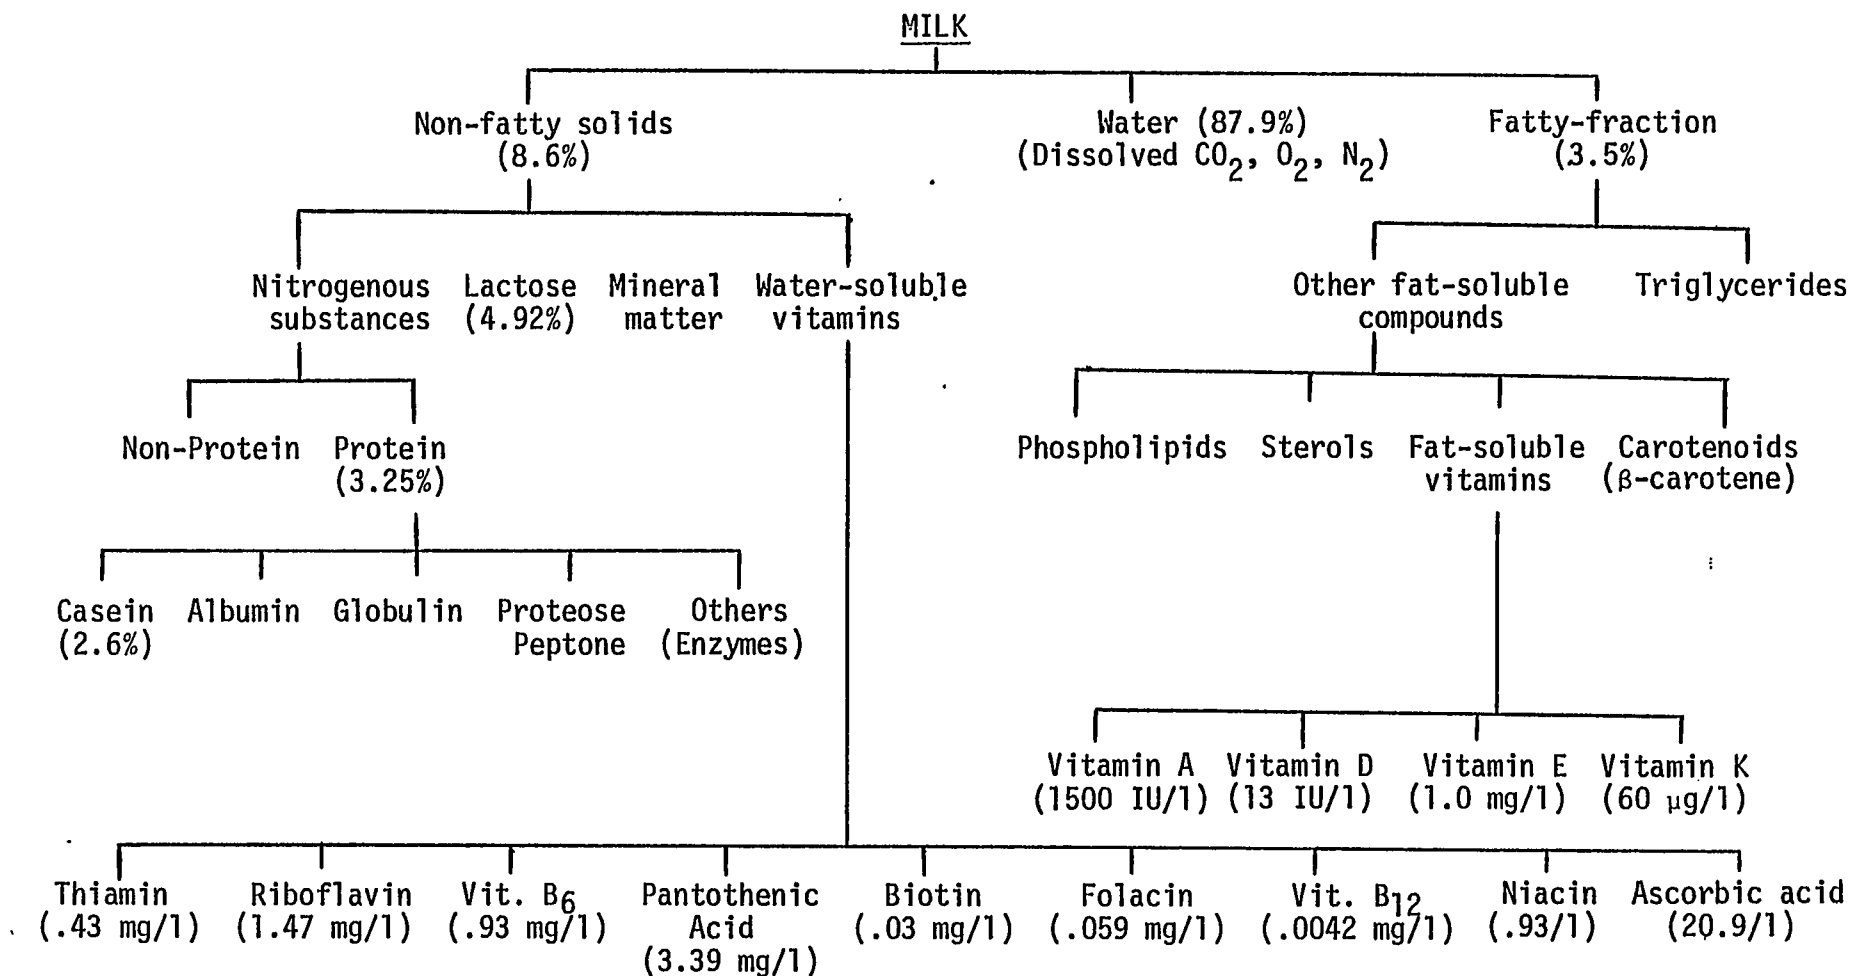 MILK
Non-fatty solids
(8.6%)
Water (87.9%)
(Dissolved CO2, O2, N2)
Fatty-fraction
(3.5%)
Nitrogenous
substances
Lactose
(4.92%)
Mineral
matter
Water-soluble
vitamins
Other fat-soluble
compounds
Triglycerides
Non-Protein
Protein
(3.25%)
Phospholipids
Sterols
Fat-soluble
vitamins
Carotenoids
(β-carotene)
Casein
(2.6%)
Albumin
Globulin
Proteose
Peptone
Others
(Enzymes)
Vitamin A
(1500 IU/l)
Vitamin D
(13 IU/l)
Vitamin E
(1.0 mg/l)
Vitamin K
(60 μg/l)
Thiamin
(.43 mg/l)
Riboflavin
(1.47 mg/l)
Vit. B6
(.93 mg/l)
Pantothenic
Acid
(3.39 mg/l)
Biotin
(.03 mg/l)
Folacin
(.059 mg/l)
Vit. B12
(.0042 mg/l)
Niacin
(.93/l)
Ascorbic acid
(20.9/l)